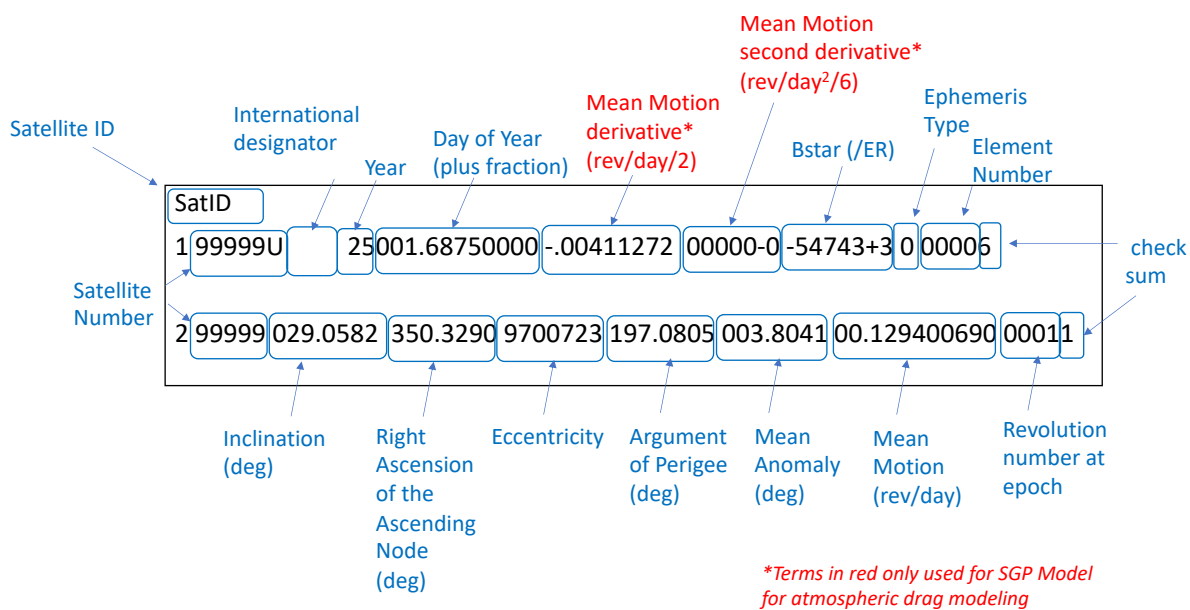 Mean Motion
second derivative*
(rev/day²/6)
Ephemeris
Type
Mean Motion
derivative*
(rev/day/2)
International
designator
Satellite ID
Day of Year
(plus fraction)
Year
Bstar (/ER)
Element
Number
SatID
1 99999U 25001.68750000 -.00411272 00000-0 -54743+3 0 00006
check
sum
Satellite
Number
2 99999 029.0582 350.3290 9700723 197.0805 003.8041 00.129400690 00011
Inclination
(deg)
Right
Ascension
of the
Ascending
Node
(deg)
Eccentricity
Argument
of Perigee
(deg)
Mean
Anomaly
(deg)
Mean
Motion
(rev/day)
Revolution
number at
epoch
*Terms in red only used for SGP Model
for atmospheric drag modeling